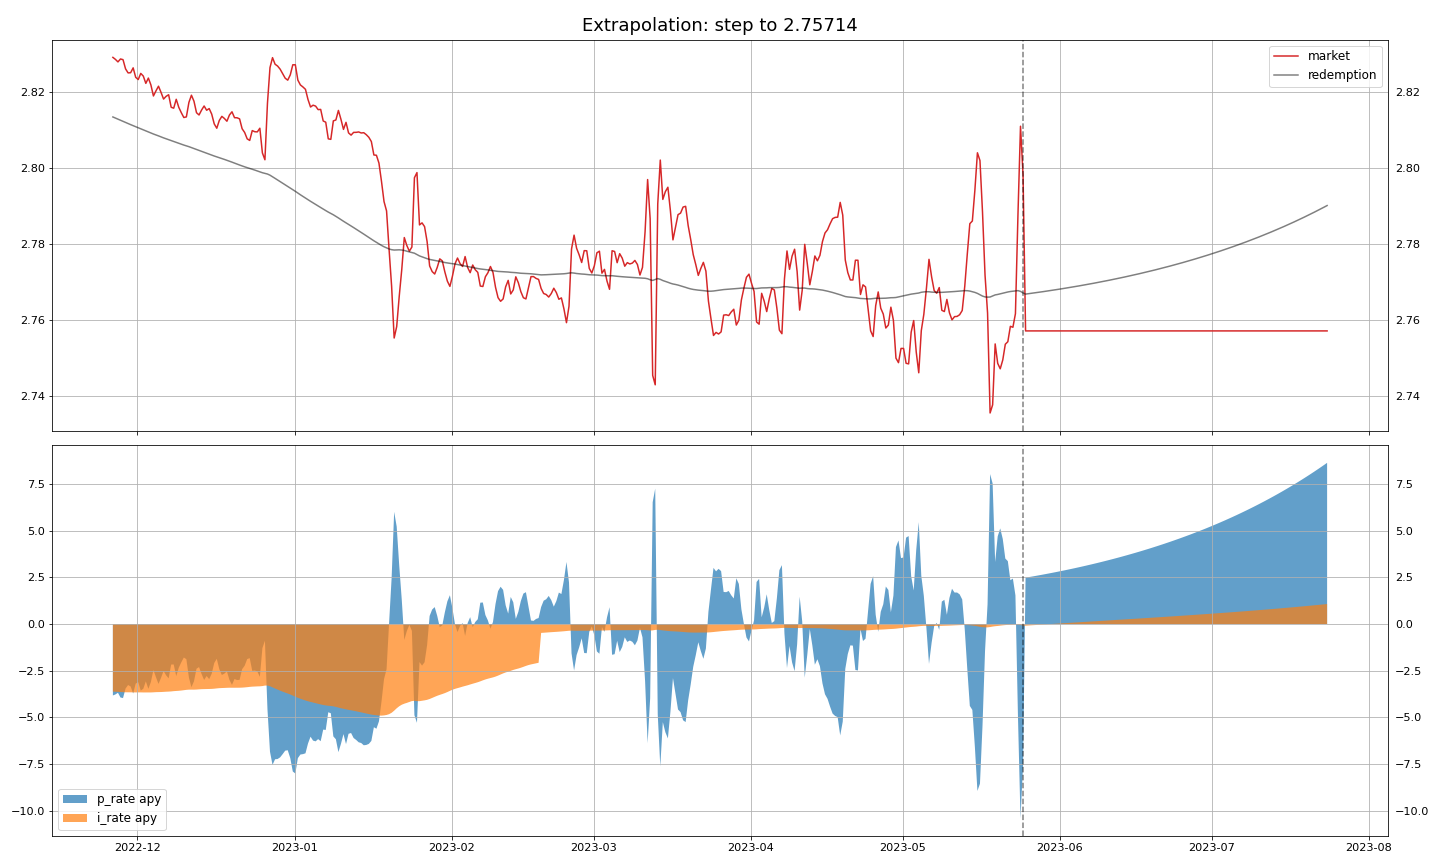 Extrapolation: step to 2.75714
market
redemption
2.82 2.82
2.80 2.80
2.78 2.78
2.76 2.76
2.74 2.74
7.5 7.5
5.0 5.0
2.5 2.5
0.0 0.0
−2.5 −2.5
−5.0 −5.0
−7.5 −7.5
−10.0 −10.0
p_rate apy
i_rate apy
2022-12 2023-01 2023-02 2023-03 2023-04 2023-05 2023-06 2023-07 2023-08